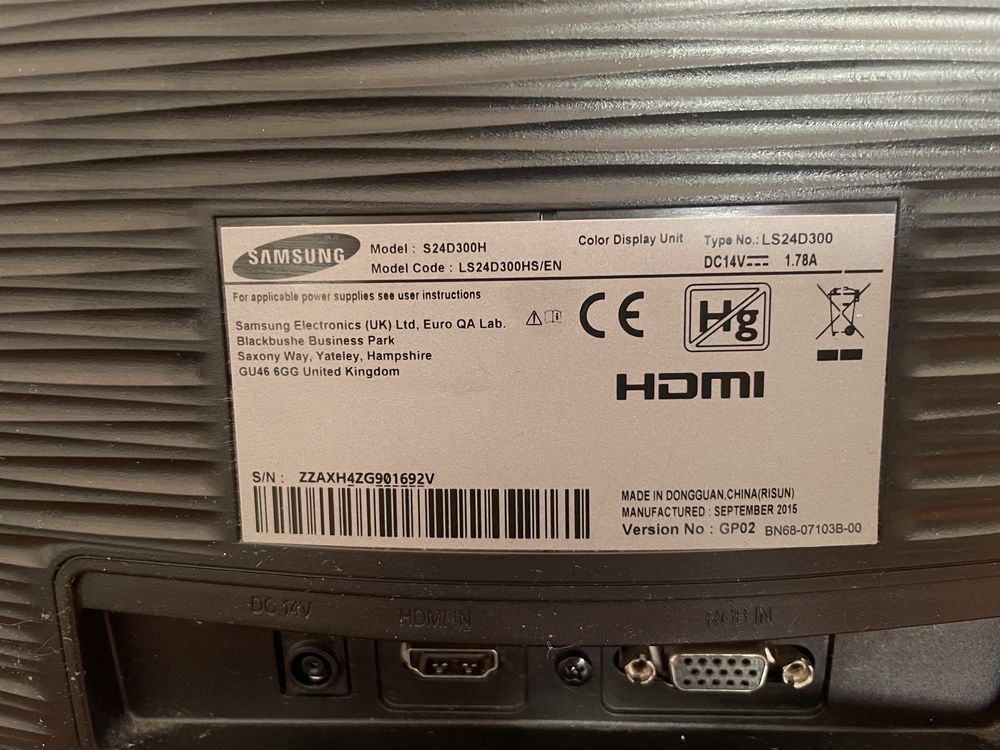 SAMSUNG
Model : S24D300H
Model Code : LS24D300HS/EN
Color Display Unit
Type No.: LS24D300
DC14V 1.78A
For applicable power supplies see user instructions
Samsung Electronics (UK) Ltd, Euro QA Lab.
Blackbushe Business Park
Saxony Way, Yateley, Hampshire
GU46 6GG United Kingdom
CE
Hg
HDMI
S/N : ZZAXH4ZG901692V
MADE IN DONGGUAN,CHINA(RISUN)
MANUFACTURED : SEPTEMBER 2015
Version No : GP02 BN68-07103B-00
DC 14V
HDMI IN
RGB IN